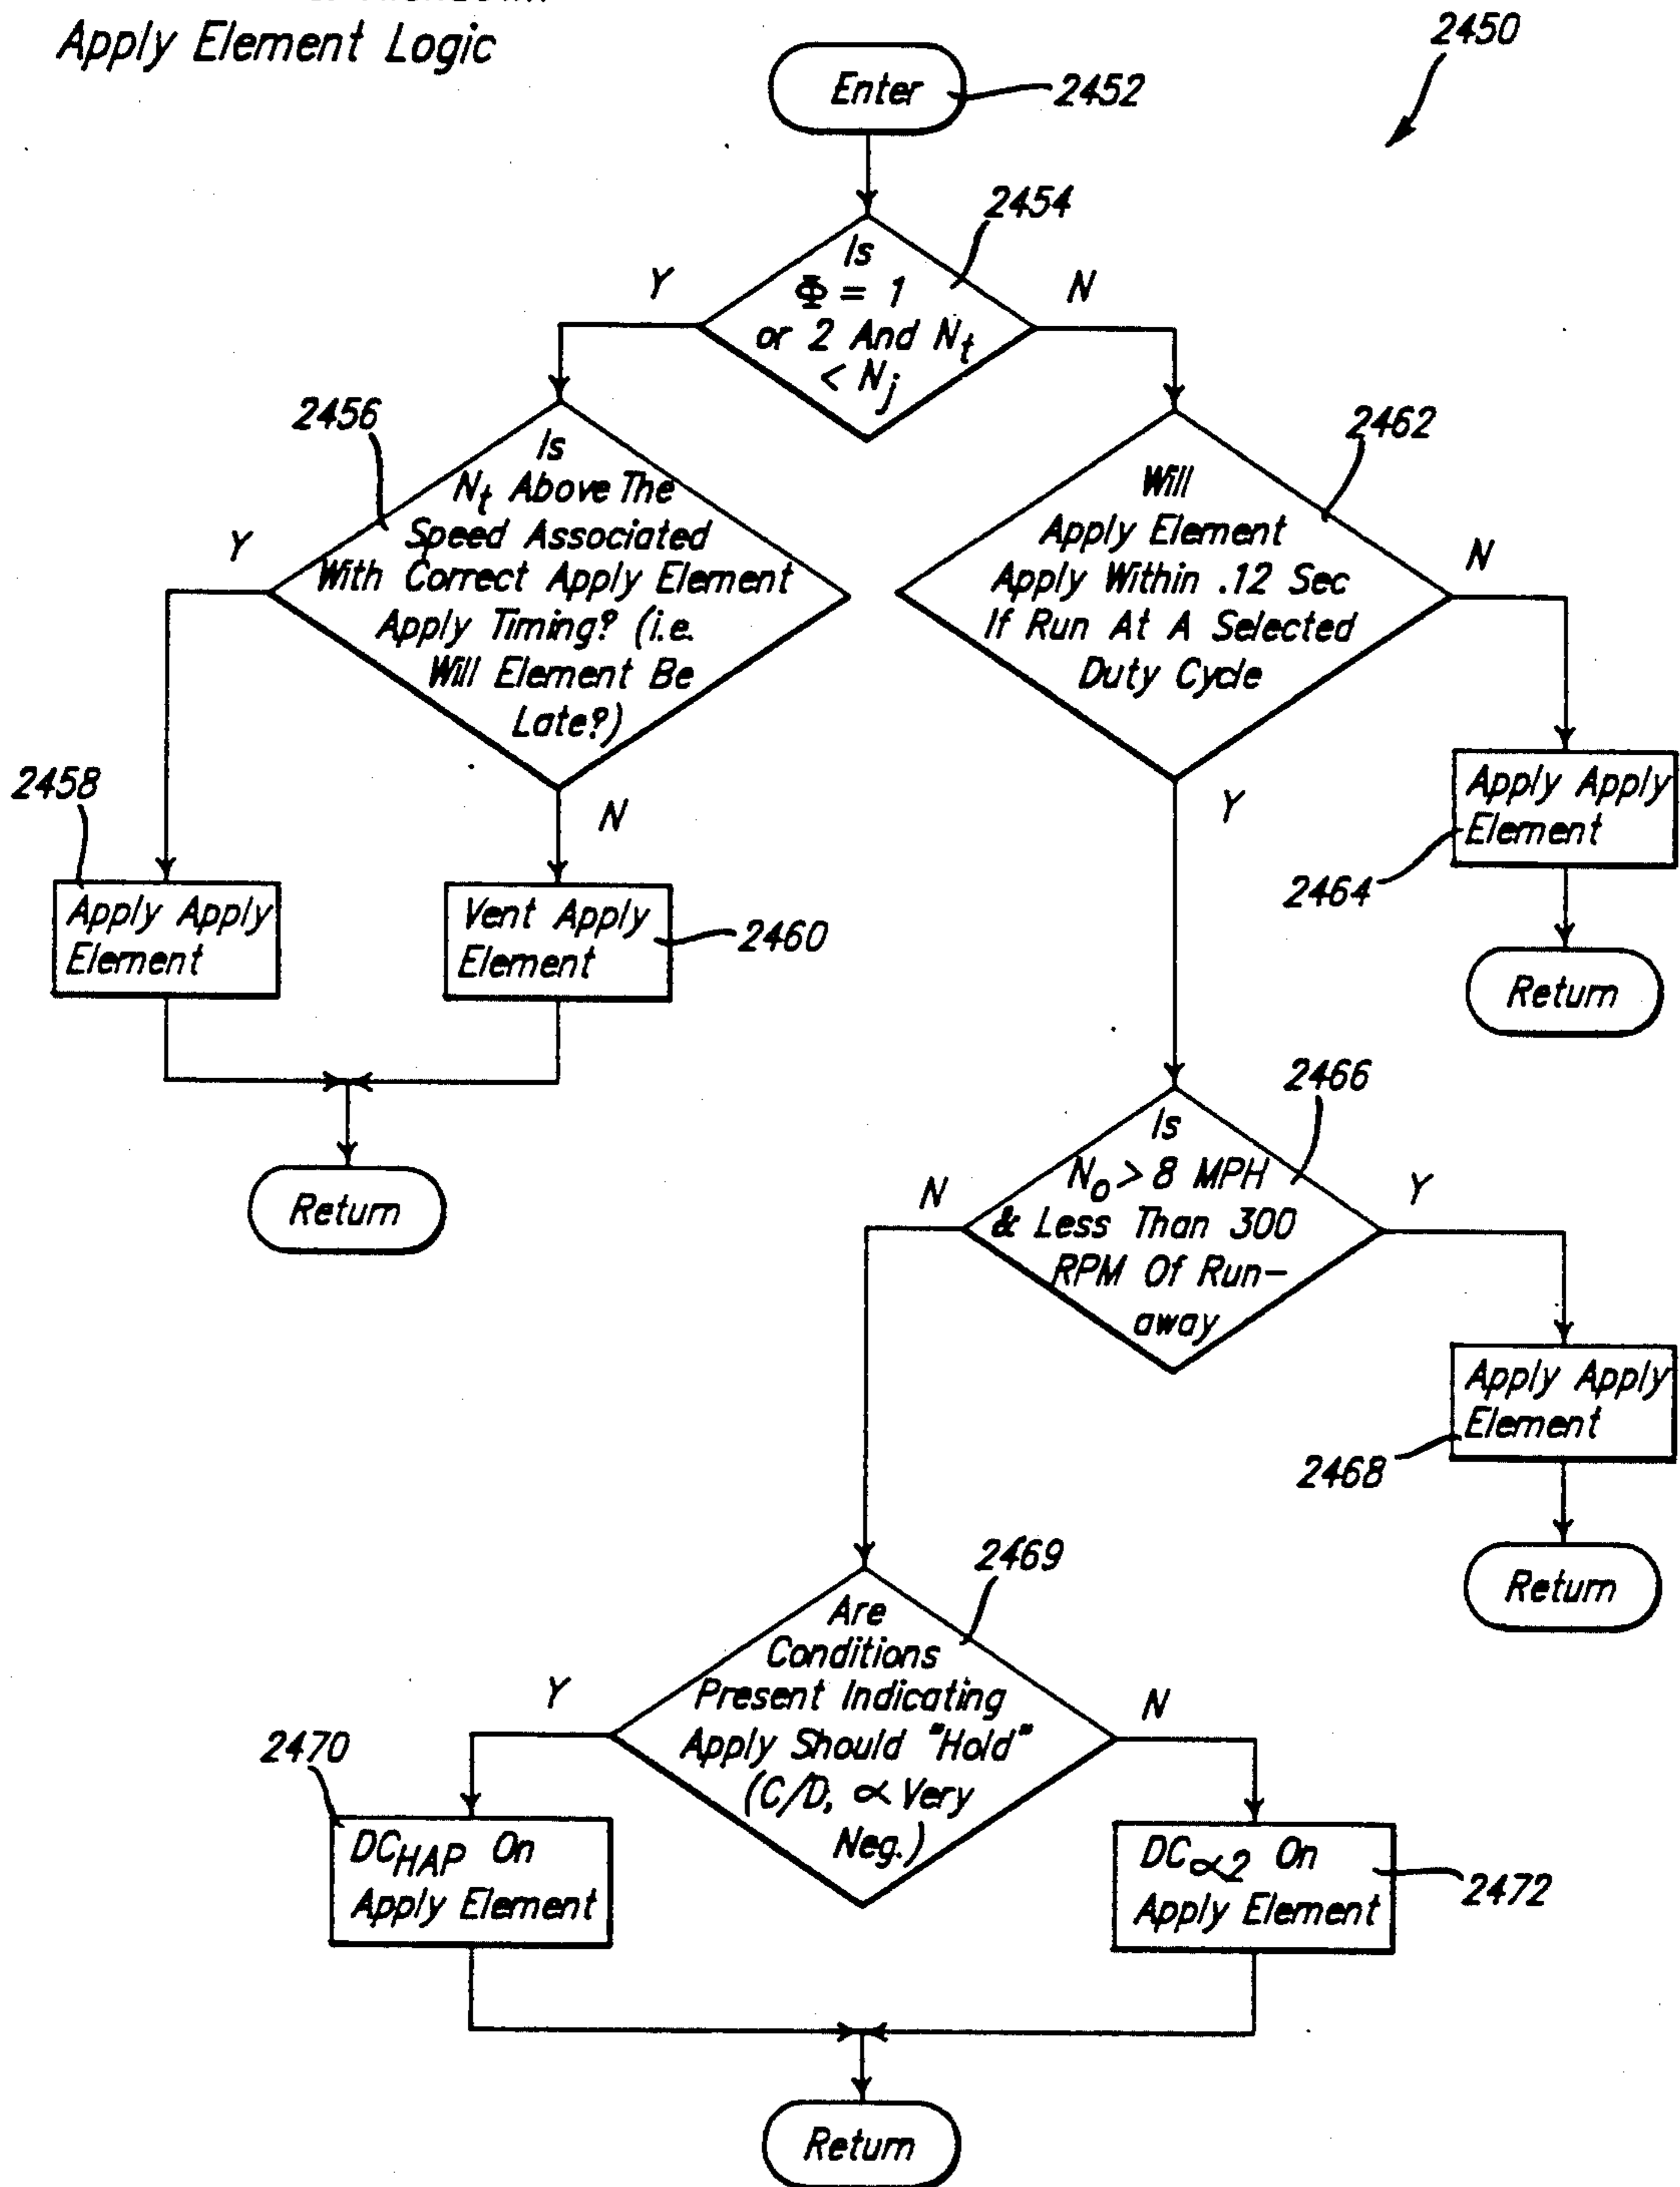 Apply Element Logic
2450
Enter
2452
2454
Is
Φ = 1
or 2 And Nt
< Nj
Y
N
2456
Is
Nt Above The
Speed Associated
With Correct Apply Element
Apply Timing? (i.e.
Will Element Be
Late?)
Y
N
2462
Will
Apply Element
Apply Within .12 Sec
If Run At A Selected
Duty Cycle
N
Y
2458
Apply Apply
Element
Vent Apply
Element
2460
Return
Apply Apply
Element
2464
Return
2466
Is
No > 8 MPH
& Less Than 300
RPM Of Run-
away
N
Y
Apply Apply
Element
2468
Return
2469
Are
Conditions
Present Indicating
Apply Should "Hold"
(C/D, ∝ Very
Neg.)
Y
N
2470
DCHAP On
Apply Element
DC∝2 On
Apply Element
2472
Return